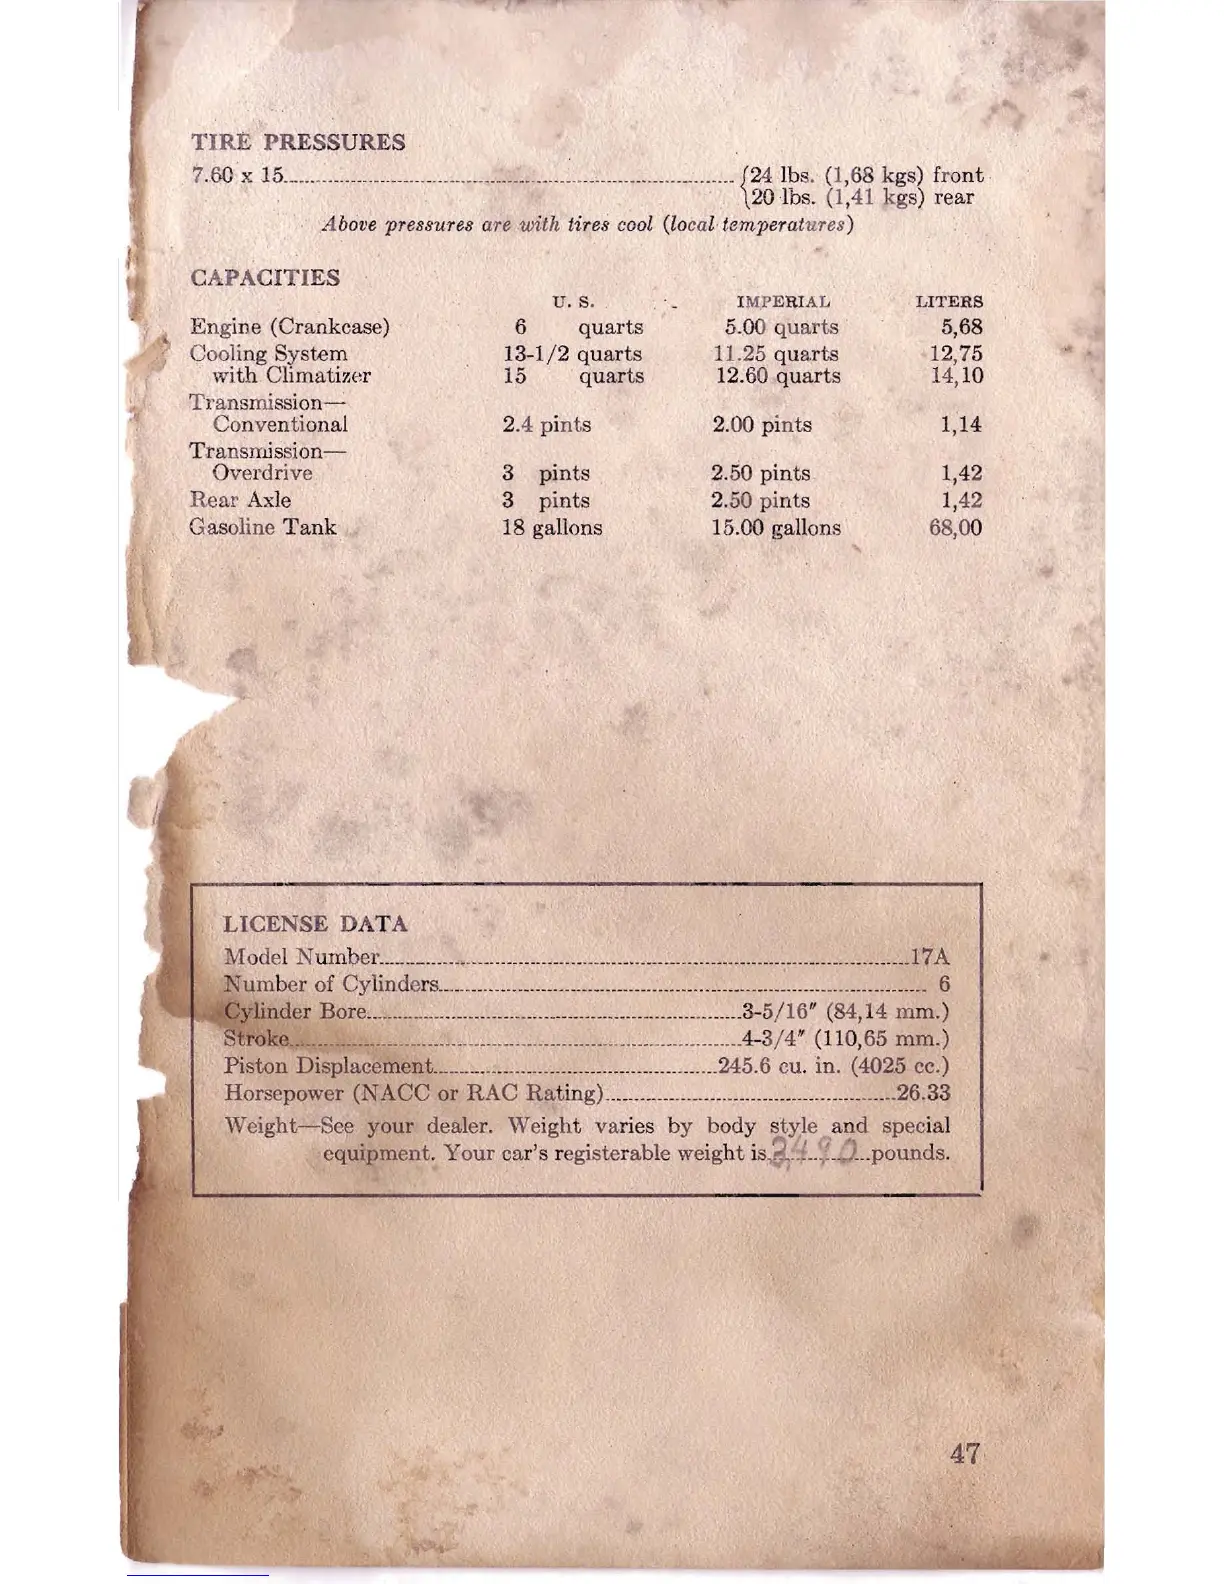 TIRE PRESSURES
7.60 x 15 {24 lbs. (1,68 kgs) front
{20 lbs. (1,41 kgs) rear
Above pressures are with tires cool (local temperatures)
CAPACITIES
U. S. IMPERIAL LITERS
Engine (Crankcase) 6 quarts 5.00 quarts 5,68
Cooling System 13-1/2 quarts 11.25 quarts 12,75
with Climatizer 15 quarts 12.60 quarts 14,10
Transmission—
Conventional 2.4 pints 2.00 pints 1,14
Transmission—
Overdrive 3 pints 2.50 pints 1,42
Rear Axle 3 pints 2.50 pints 1,42
Gasoline Tank 18 gallons 15.00 gallons 68,00
LICENSE DATA
Model Number 17A
Number of Cylinders 6
Cylinder Bore 3-5/16″ (84,14 mm.)
Stroke 4-3/4″ (110,65 mm.)
Piston Displacement 245.6 cu. in. (4025 cc.)
Horsepower (NACC or RAC Rating) 26.33
Weight—See your dealer. Weight varies by body style and special
equipment. Your car's registerable weight is pounds.
47